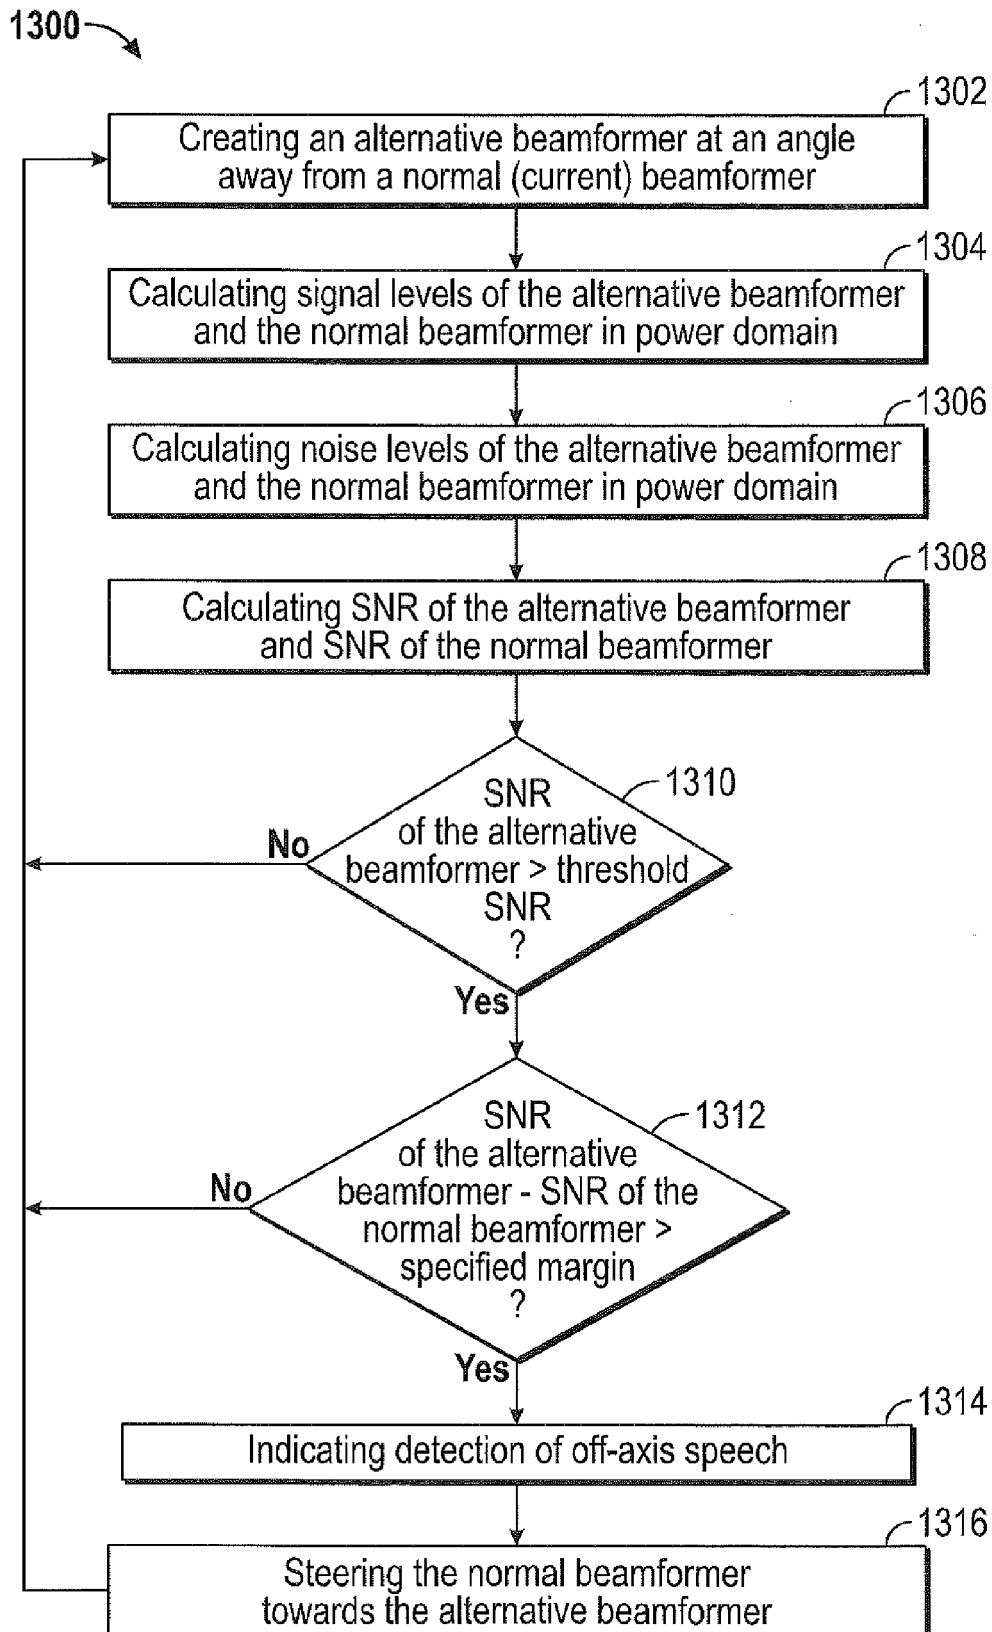 1300
1302
Creating an alternative beamformer at an angle
away from a normal (current) beamformer
1304
Calculating signal levels of the alternative beamformer
and the normal beamformer in power domain
1306
Calculating noise levels of the alternative beamformer
and the normal beamformer in power domain
1308
Calculating SNR of the alternative beamformer
and SNR of the normal beamformer
1310
SNR
of the alternative
beamformer > threshold
SNR
?
No
Yes
1312
SNR
of the alternative
beamformer - SNR of the
normal beamformer >
specified margin
?
No
Yes
1314
Indicating detection of off-axis speech
1316
Steering the normal beamformer
towards the alternative beamformer